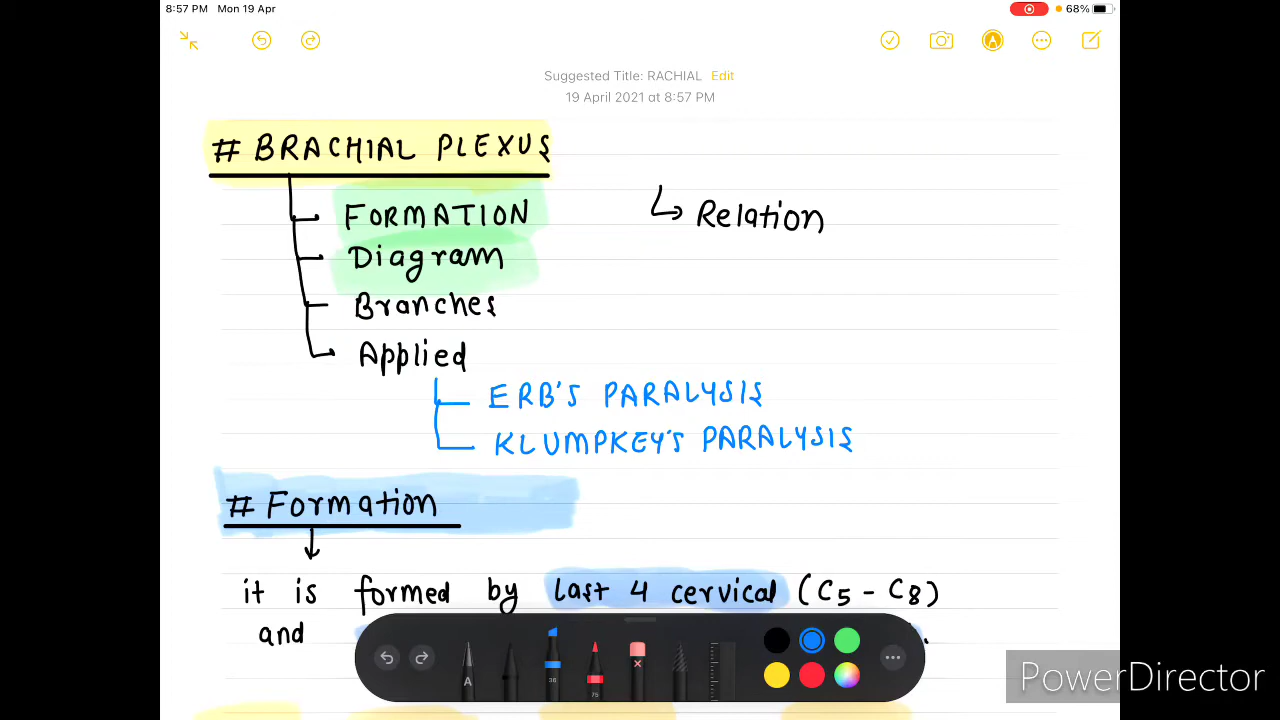 8:57 PM Mon 19 Apr
68%
Suggested Title: RACHIAL Edit
19 April 2021 at 8:57 PM
# BRACHIAL PLEXUS
FORMATION
Relation
Diagram
Branches
Applied
ERB'S PARALYSIS
KLUMPKEY'S PARALYSIS
# Formation
it is formed by last 4 cervical (C5 - C8)
and
A
36
75
PowerDirector